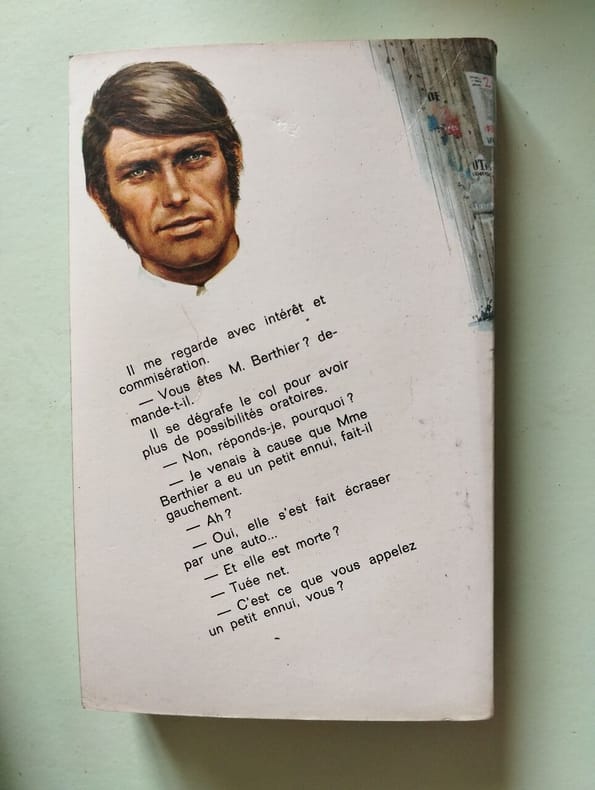 Il me regarde avec intérêt et
commisération.
— Vous êtes M. Berthier ? de-
mande-t-il.
Il se dégrafe le col pour avoir
plus de possibilités oratoires.
— Non, réponds-je, pourquoi ?
— Je venais à cause que Mme
Berthier a eu un petit ennui, fait-il
gauchement.
— Ah ?
— Oui, elle s'est fait écraser
par une auto...
— Et elle est morte ?
— Tuée net.
— C'est ce que vous appelez
un petit ennui, vous ?